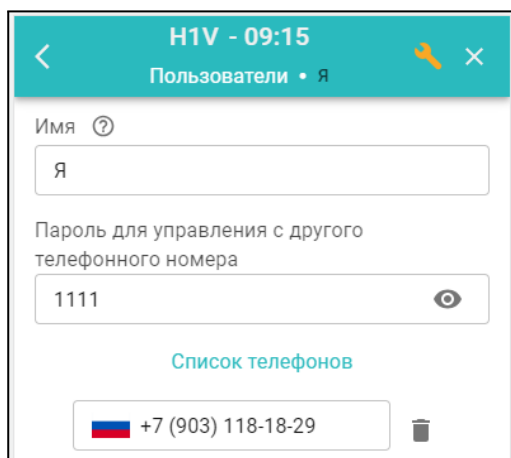 H1V - 09:15
Пользователи • Я
Имя ?
Я
Пароль для управления с другого
телефонного номера
1111
Список телефонов
+7 (903) 118-18-29